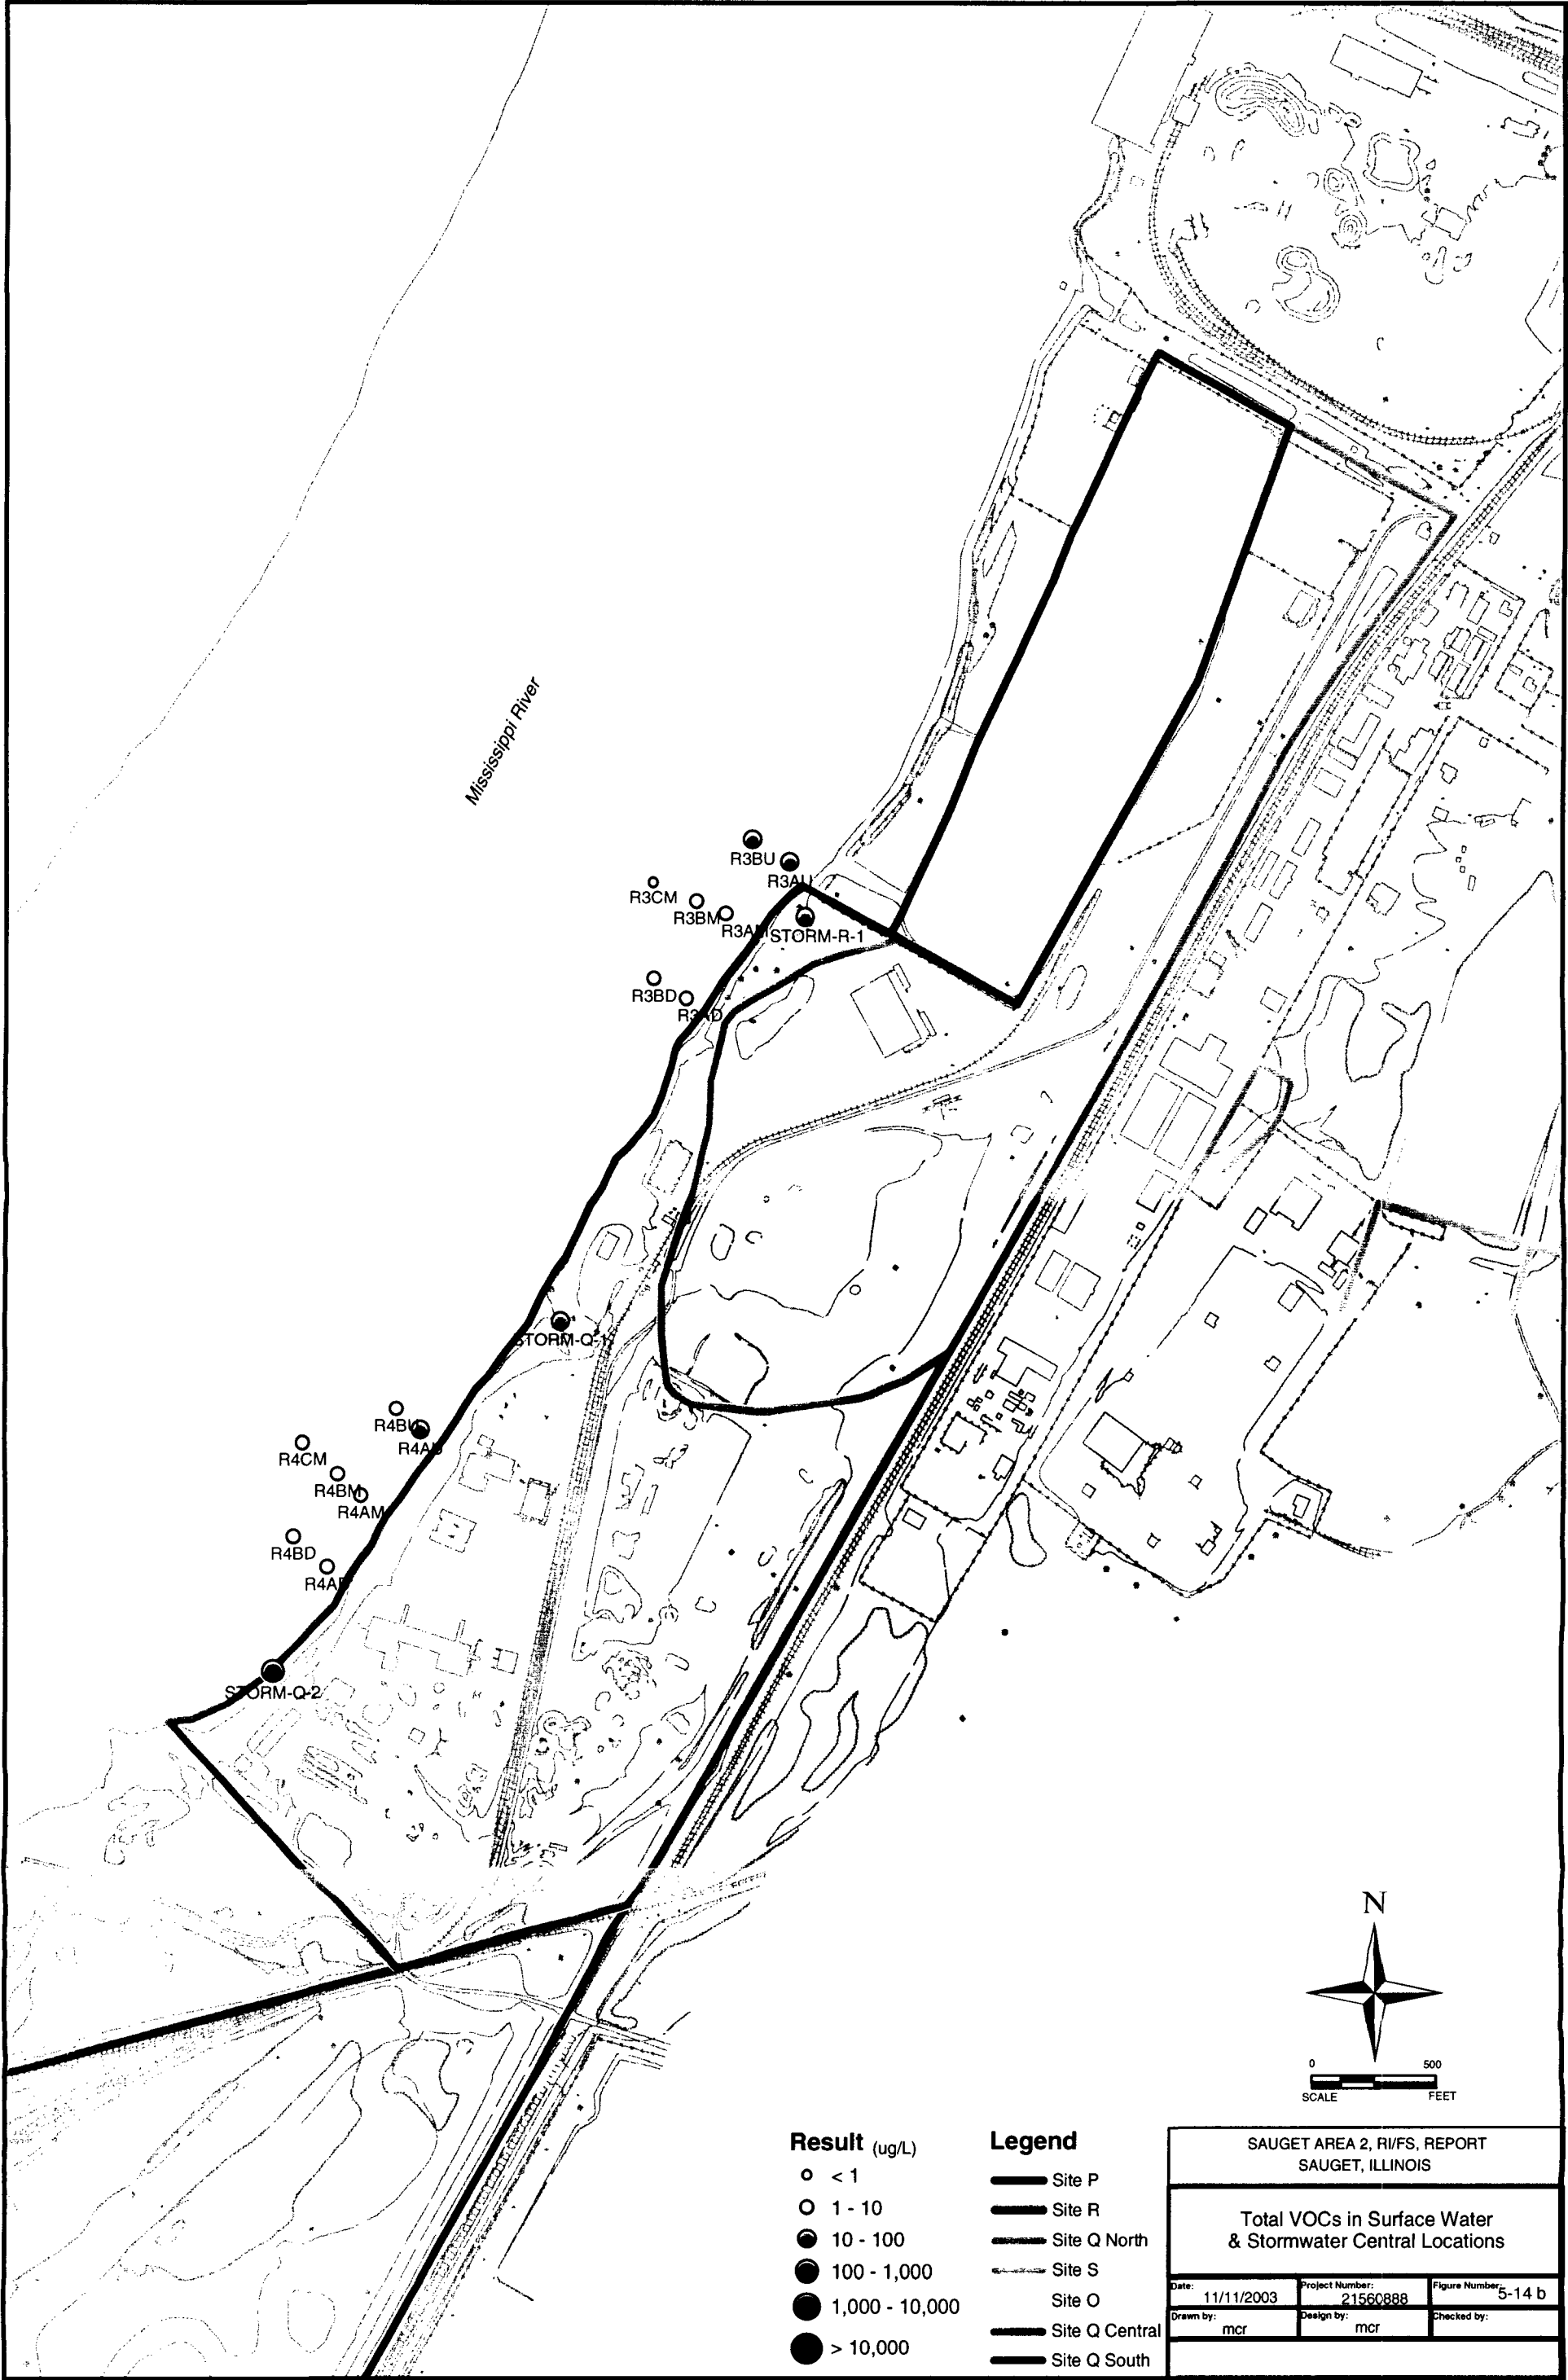 Mississippi River
R3BU
R3AU
R3CM
R3BM
R3AM
STORM-R-1
R3BD
R3AD
STORM-Q-1
R4BU
R4AU
R4CM
R4BM
R4AM
R4BD
R4AD
STORM-Q-2
N
0 500
SCALE FEET
Result (ug/L)
< 1
1 - 10
10 - 100
100 - 1,000
1,000 - 10,000
> 10,000
Legend
Site P
Site R
Site Q North
Site S
Site O
Site Q Central
Site Q South
SAUGET AREA 2, RI/FS, REPORT
SAUGET, ILLINOIS
Total VOCs in Surface Water
& Stormwater Central Locations
Date: 11/11/2003
Project Number: 21560888
Figure Number: 5-14 b
Drawn by: mcr
Design by: mcr
Checked by: